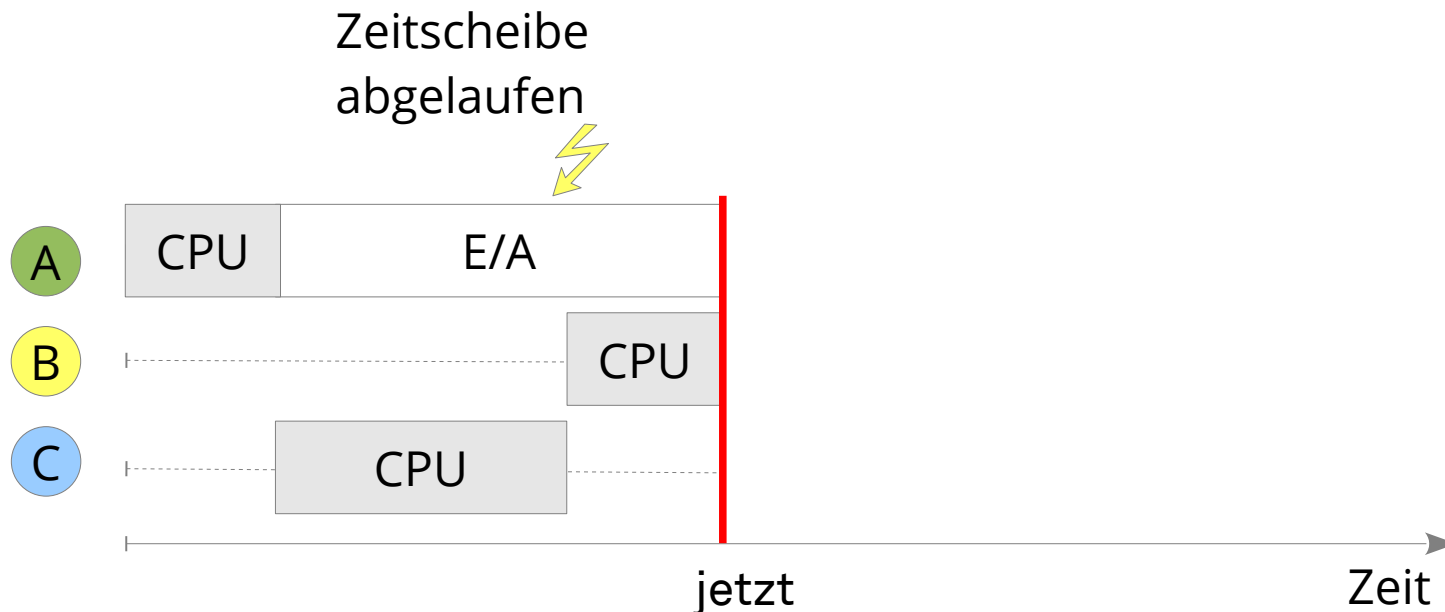 Zeitscheibe
abgelaufen
A
CPU
E/A
B
CPU
C
CPU
jetzt
Zeit